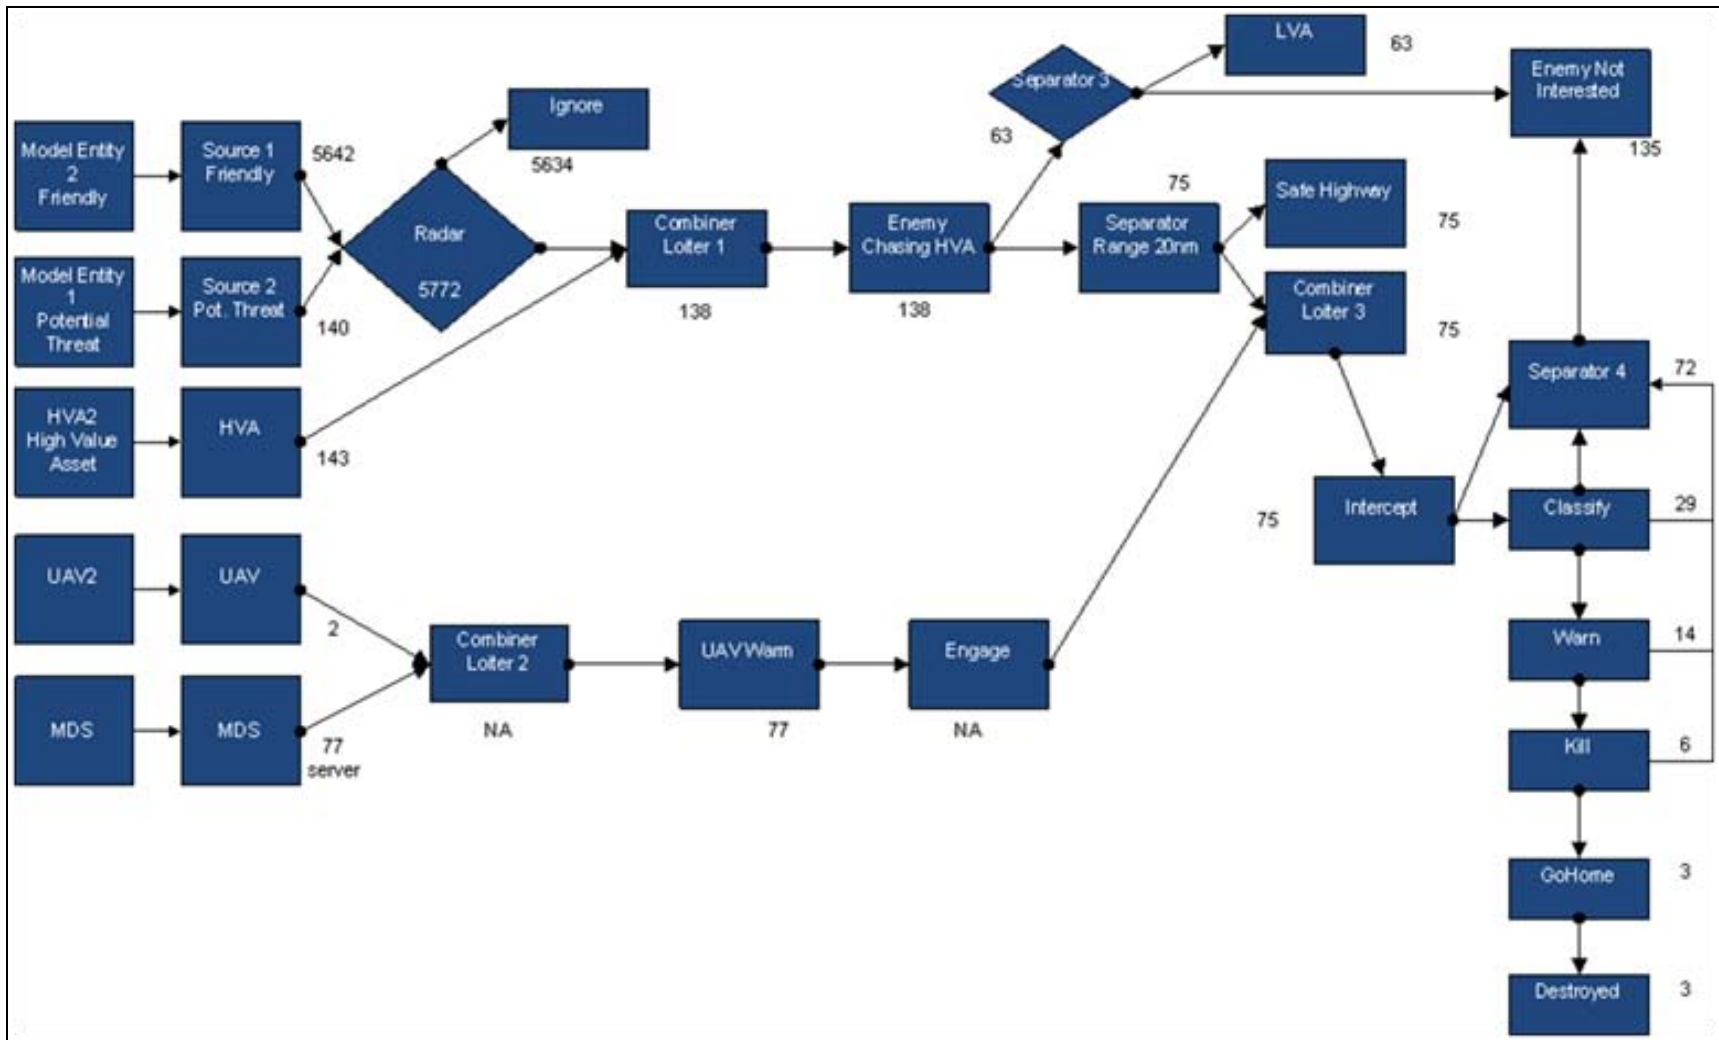 LVA
63
Separator 3
Enemy Not
Interested
63
135
Ignore
5634
Model Entity
2
Friendly
Source 1
Friendly
5642
Radar
5772
Model Entity
1
Potential
Threat
Source 2
Pot. Threat
140
Combiner
Loiter 1
138
Enemy
Chasing HVA
138
75
Separator
Range 20nm
Safe Highway
75
Combiner
Loiter 3
75
HVA2
High Value
Asset
HVA
143
Separator 4
72
Intercept
75
Classify
29
UAV2
UAV
2
Combiner
Loiter 2
NA
UAV Warn
77
Engage
NA
Warn
14
MDS
MDS
77
server
Kill
6
GoHome
3
Destroyed
3